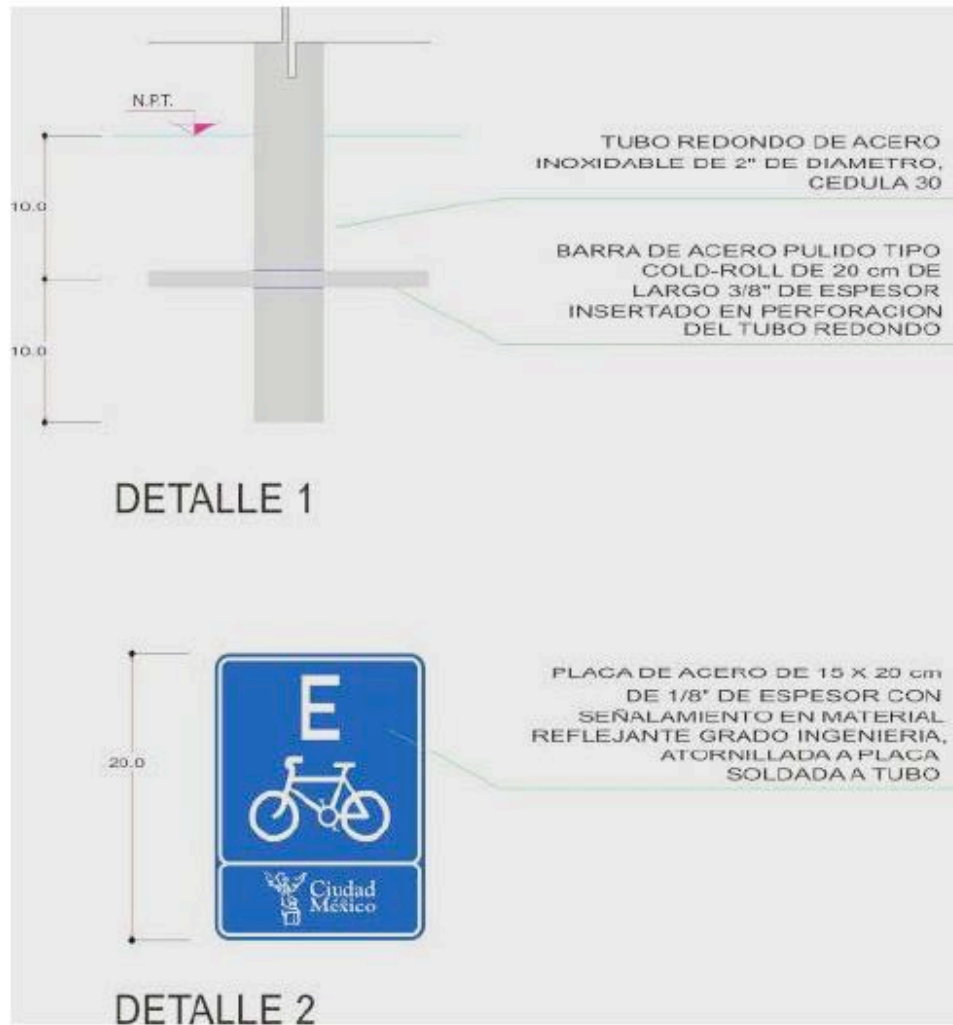 N.P.T.
10.0
10.0
TUBO REDONDO DE ACERO
INOXIDABLE DE 2" DE DIAMETRO,
CEDULA 30
BARRA DE ACERO PULIDO TIPO
COLD-ROLL DE 20 cm DE
LARGO 3/8" DE ESPESOR
INSERTADO EN PERFORACION
DEL TUBO REDONDO
DETALLE 1
20.0
E
Ciudad
México
PLACA DE ACERO DE 15 X 20 cm
DE 1/8" DE ESPESOR CON
SEÑALAMIENTO EN MATERIAL
REFLEJANTE GRADO INGENIERIA,
ATORNILLADA A PLACA
SOLDADA A TUBO
DETALLE 2